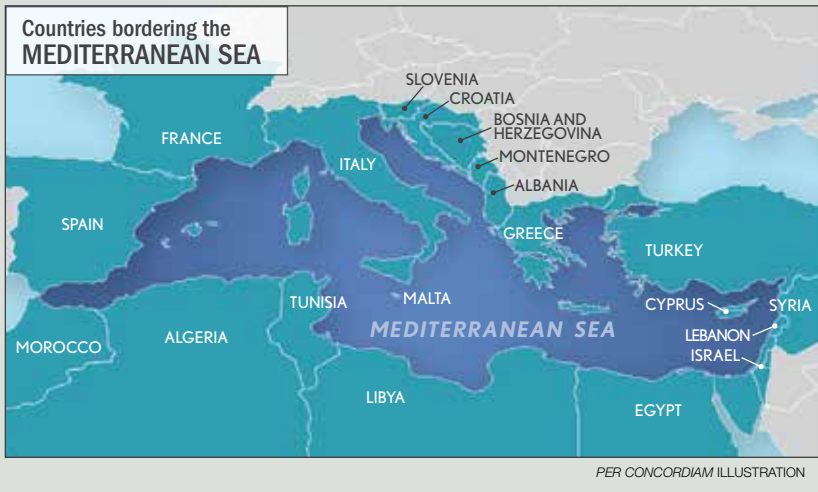 Countries bordering the
MEDITERRANEAN SEA
SLOVENIA
CROATIA
BOSNIA AND
HERZEGOVINA
MONTENEGRO
ALBANIA
FRANCE
ITALY
SPAIN
GREECE
TURKEY
TUNISIA
MALTA
CYPRUS
SYRIA
MEDITERRANEAN SEA
LEBANON
ISRAEL
MOROCCO
ALGERIA
LIBYA
EGYPT
PER CONCORDIAM ILLUSTRATION